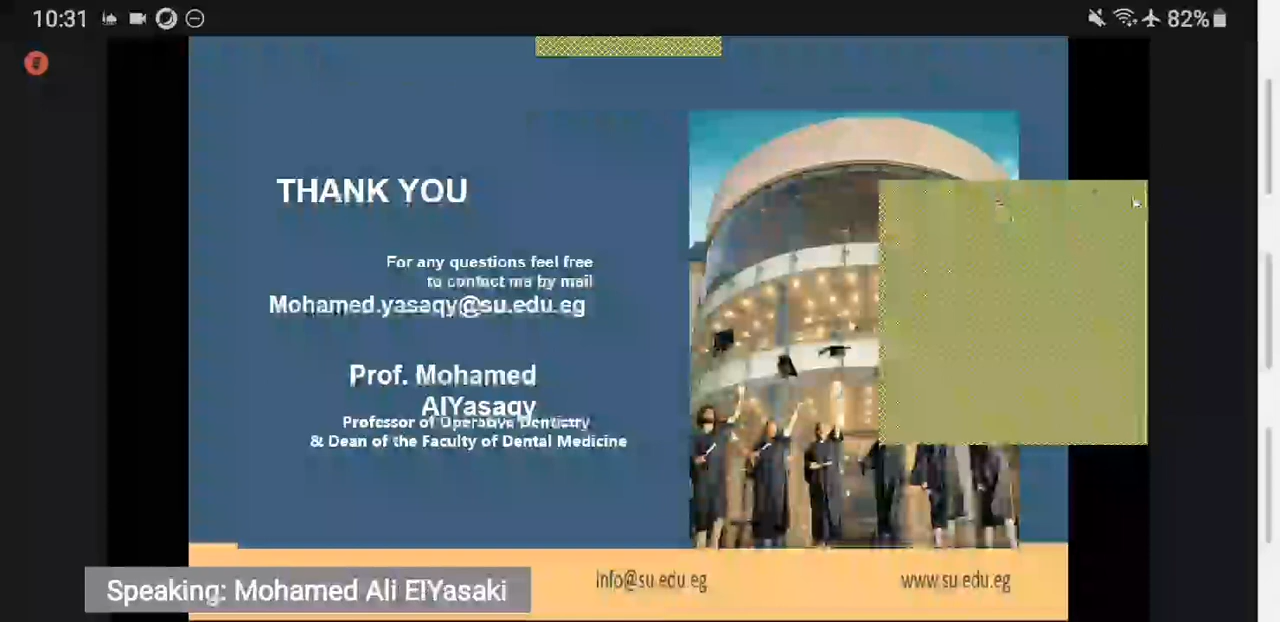 10:31
82%
THANK YOU
For any questions feel free
to contact me by mail
Mohamed.yasaqy@su.edu.eg
Prof. Mohamed
AlYasaqy
Professor of Operative Dentistry
& Dean of the Faculty of Dental Medicine
Speaking: Mohamed Ali ElYasaki
info@su.edu.eg
www.su.edu.eg